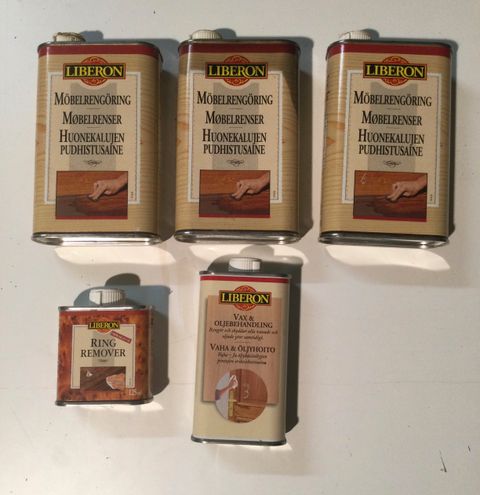 LIBERON
MÖBELRENGÖRING
MØBELRENSER
HUONEKALUJEN
PUDHISTUSAINE
LIBERON
MÖBELRENGÖRING
MØBELRENSER
HUONEKALUJEN
PUDHISTUSAINE
LIBERON
MÖBELRENGÖRING
MØBELRENSER
HUONEKALUJEN
PUDHISTUSAINE
LIBERON
RING
REMOVER
125
LIBERON
VAX &
OLJEBEHANDLING
VAHA & ÖLJYHOITO